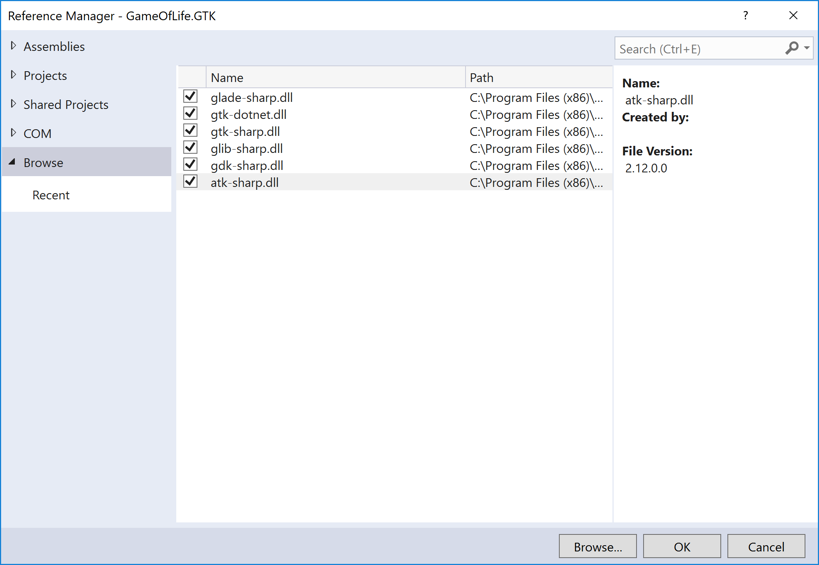 Reference Manager - GameOfLife.GTK
?
Assemblies
Projects
Shared Projects
COM
Browse
Recent
Name Path
glade-sharp.dll C:\Program Files (x86)\...
gtk-dotnet.dll C:\Program Files (x86)\...
gtk-sharp.dll C:\Program Files (x86)\...
glib-sharp.dll C:\Program Files (x86)\...
gdk-sharp.dll C:\Program Files (x86)\...
atk-sharp.dll C:\Program Files (x86)\...
Search (Ctrl+E)
Name:
atk-sharp.dll
Created by:
File Version:
2.12.0.0
Browse... OK Cancel